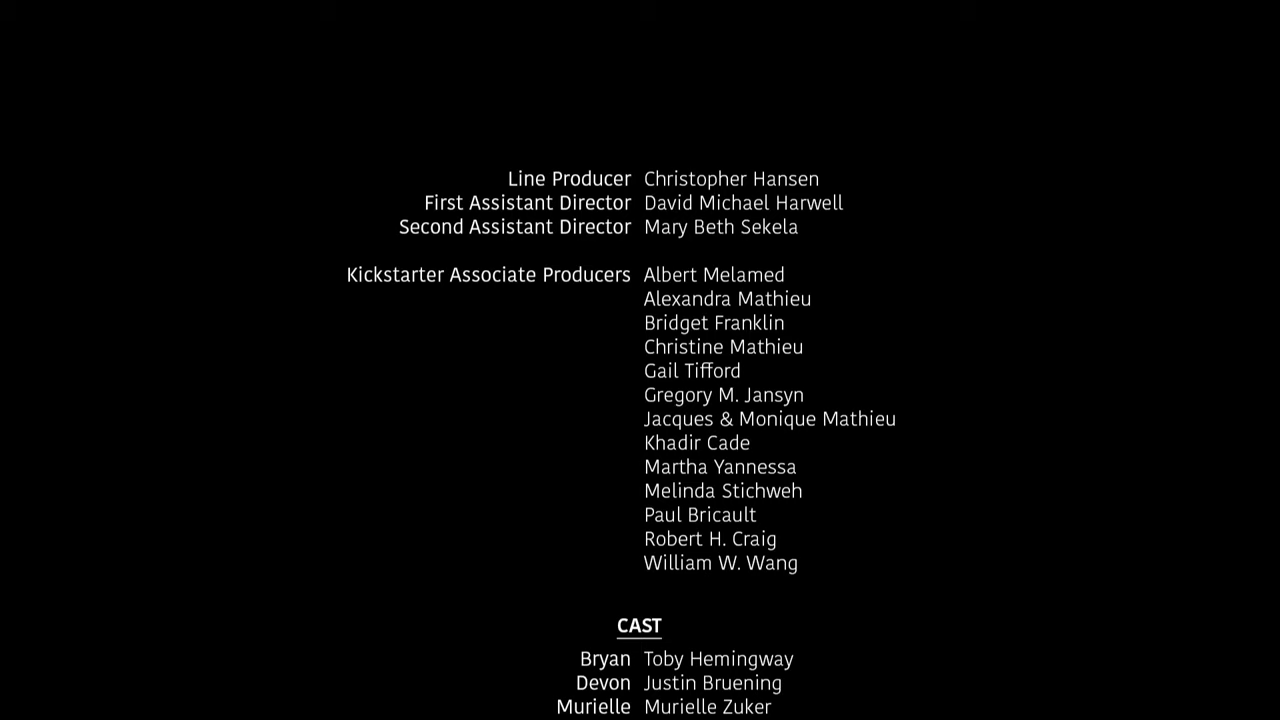 Line Producer Christopher Hansen
First Assistant Director David Michael Harwell
Second Assistant Director Mary Beth Sekela
Kickstarter Associate Producers Albert Melamed
Alexandra Mathieu
Bridget Franklin
Christine Mathieu
Gail Tifford
Gregory M. Jansyn
Jacques & Monique Mathieu
Khadir Cade
Martha Yannessa
Melinda Stichweh
Paul Bricault
Robert H. Craig
William W. Wang
CAST
Bryan Toby Hemingway
Devon Justin Bruening
Murielle Murielle Zuker